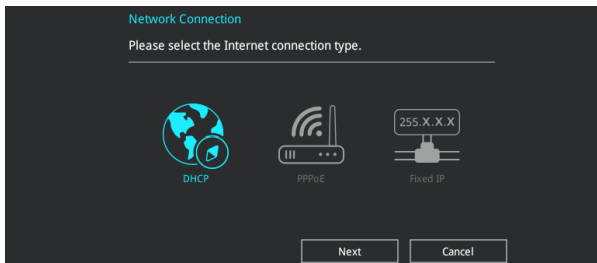 Network Connection
Please select the Internet connection type.
255.X.X.X
DHCP
PPPoE
Fixed IP
Next
Cancel